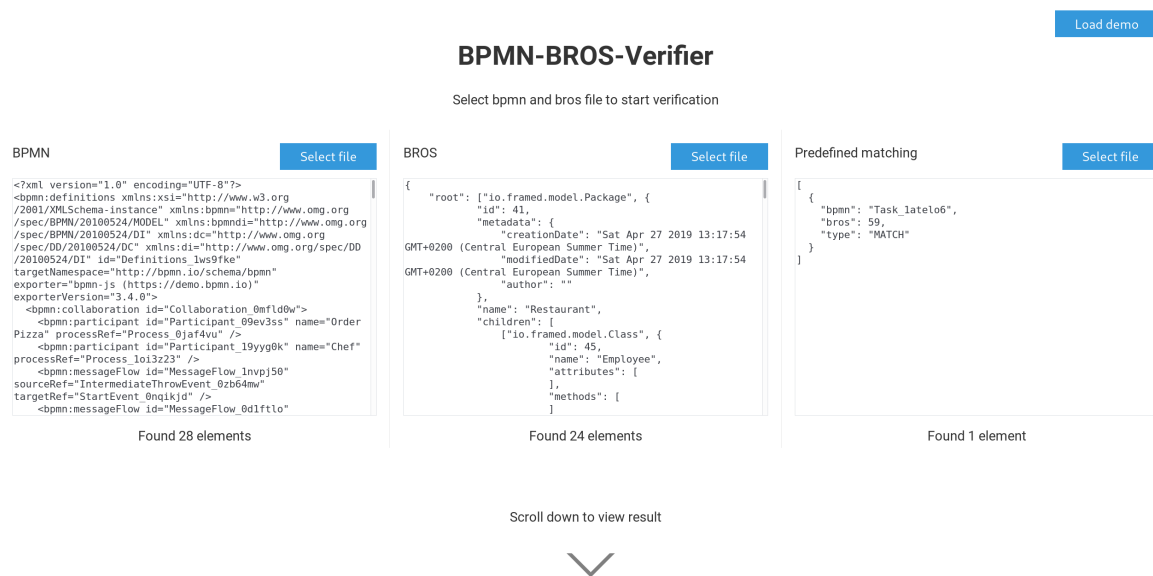 Load demo
BPMN-BROS-Verifier
Select bpmn and bros file to start verification
BPMN
Select file
<?xml version="1.0" encoding="UTF-8"?>
<bpmn:definitions xmlns:xsi="http://www.w3.org
/2001/XMLSchema-instance" xmlns:bpmn="http://www.omg.org
/spec/BPMN/20100524/MODEL" xmlns:bpmndi="http://www.omg.org
/spec/BPMN/20100524/DI" xmlns:dc="http://www.omg.org
/spec/DD/20100524/DC" xmlns:di="http://www.omg.org/spec/DD
/20100524/DI" id="Definitions_1ws9fke"
targetNamespace="http://bpmn.io/schema/bpmn"
exporter="bpmn-js (https://demo.bpmn.io)"
exporterVersion="3.4.0">
  <bpmn:collaboration id="Collaboration_0mfld0w">
    <bpmn:participant id="Participant_09ev3ss" name="Order
Pizza" processRef="Process_0jaf4vu" />
    <bpmn:participant id="Participant_19yyg0k" name="Chef"
processRef="Process_1oi3z23" />
    <bpmn:messageFlow id="MessageFlow_1nvpj50"
sourceRef="IntermediateThrowEvent_0zb64mw"
targetRef="StartEvent_0nqikjd" />
    <bpmn:messageFlow id="MessageFlow_0d1ftlo"
Found 28 elements
BROS
Select file
{
    "root": ["io.framed.model.Package", {
            "id": 41,
            "metadata": {
                "creationDate": "Sat Apr 27 2019 13:17:54
GMT+0200 (Central European Summer Time)",
                "modifiedDate": "Sat Apr 27 2019 13:17:54
GMT+0200 (Central European Summer Time)",
                "author": ""
            },
            "name": "Restaurant",
            "children": [
                ["io.framed.model.Class", {
                        "id": 45,
                        "name": "Employee",
                        "attributes": [
                        ],
                        "methods": [
                        ]
Found 24 elements
Predefined matching
Select file
[
  {
    "bpmn": "Task_1atelo6",
    "bros": 59,
    "type": "MATCH"
  }
]
Found 1 element
Scroll down to view result